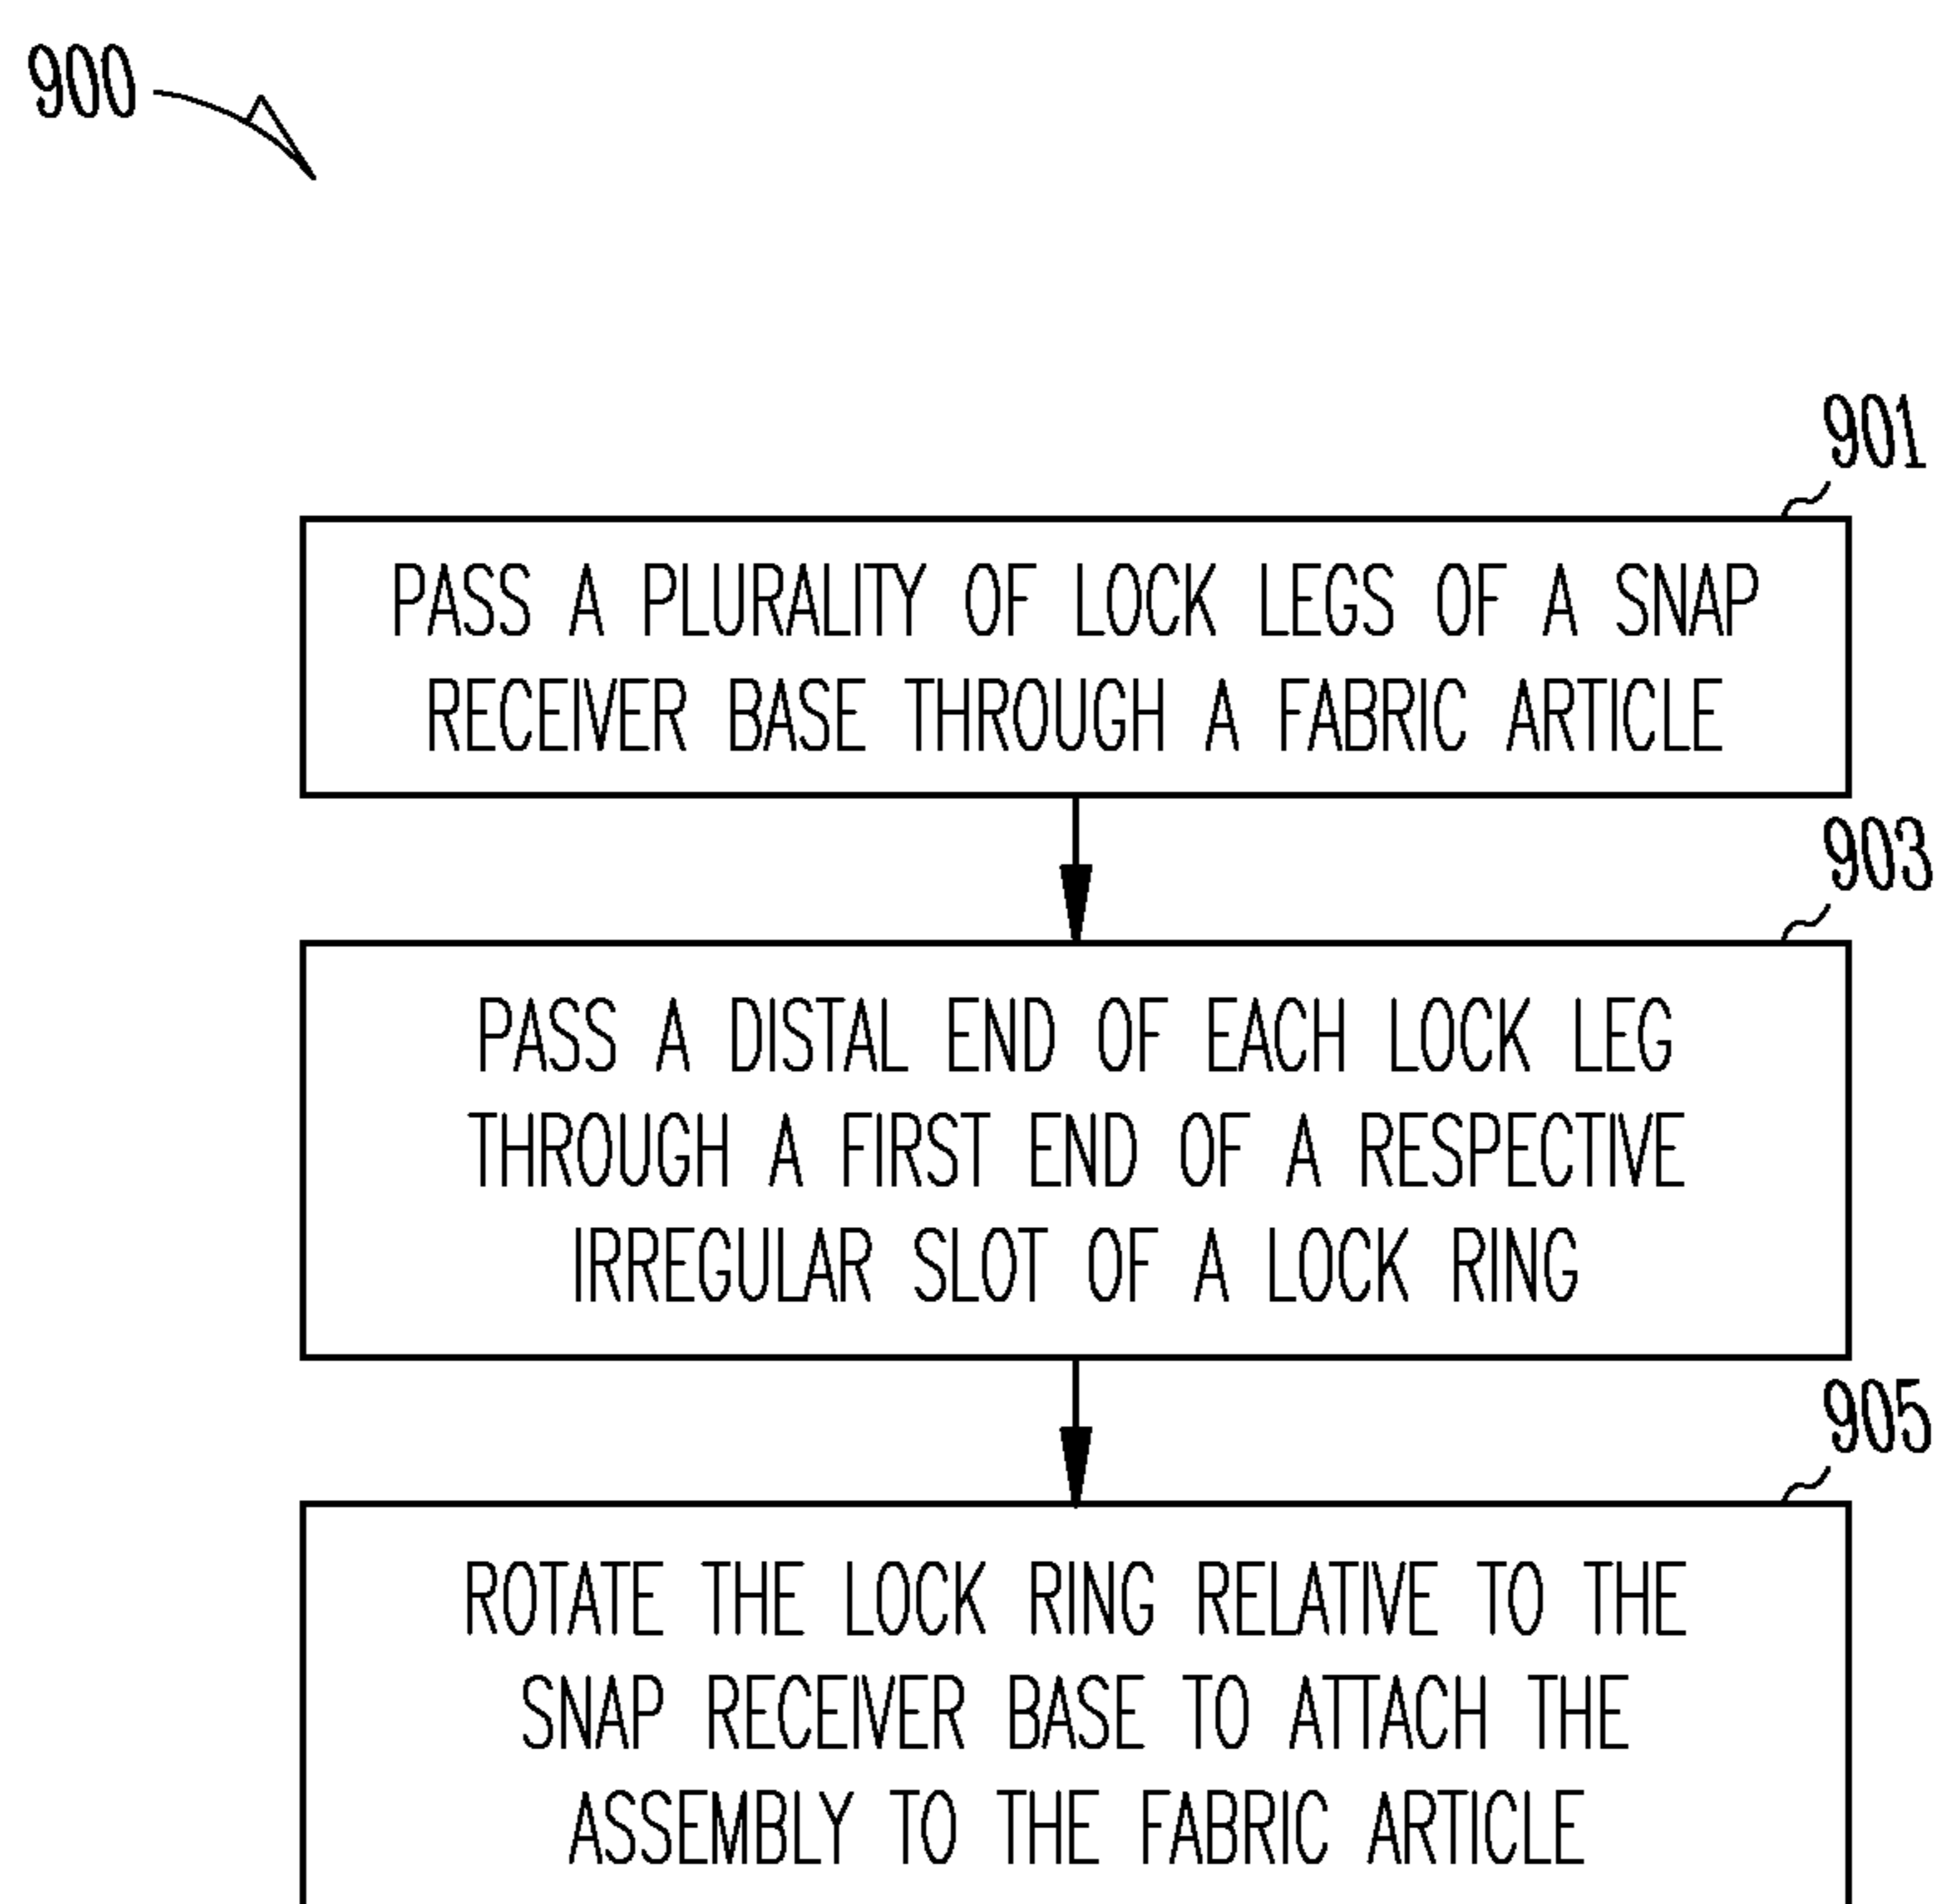 900
901
PASS A PLURALITY OF LOCK LEGS OF A SNAP
RECEIVER BASE THROUGH A FABRIC ARTICLE
903
PASS A DISTAL END OF EACH LOCK LEG
THROUGH A FIRST END OF A RESPECTIVE
IRREGULAR SLOT OF A LOCK RING
905
ROTATE THE LOCK RING RELATIVE TO THE
SNAP RECEIVER BASE TO ATTACH THE
ASSEMBLY TO THE FABRIC ARTICLE